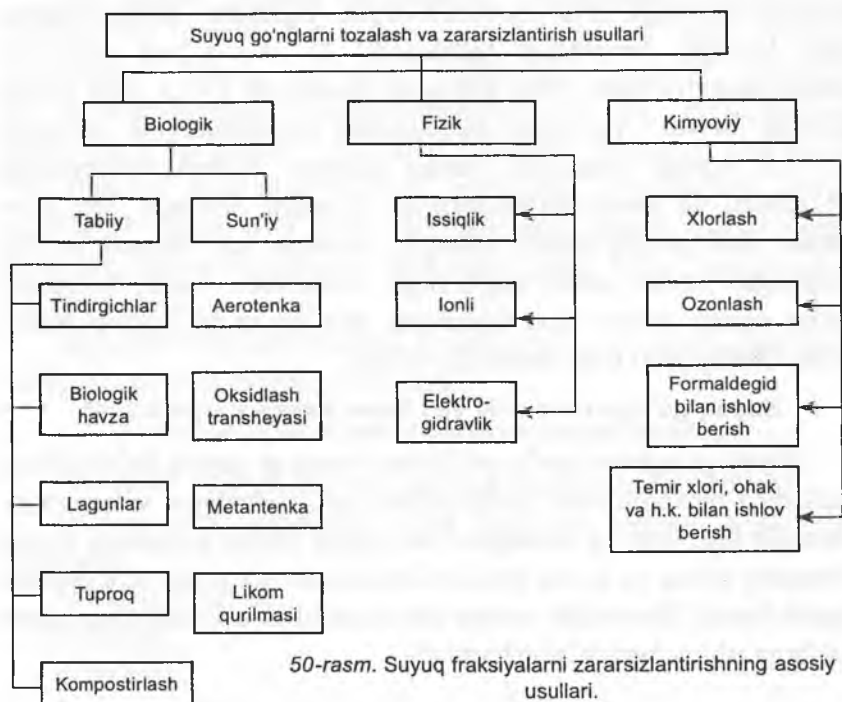 Suyuq go'nglarni tozalash va zararsizlantirish usullari
Biologik
Fizik
Kimyoviy
Tabiiy
Sun'iy
Issiqlik
Xlorlash
Tindirgichlar
Aerotenka
Ionli
Ozonlash
Biologik
havza
Oksidlash
transheyasi
Elektro-
gidravlik
Formaldegid
bilan ishlov
berish
Lagunlar
Metantenka
Temir xlori, ohak
va h.k. bilan ishlov
berish
Tuproq
Likom
qurilmasi
Kompostirlash
50-rasm. Suyuq fraksiyalarni zararsizlantirishning asosiy
usullari.